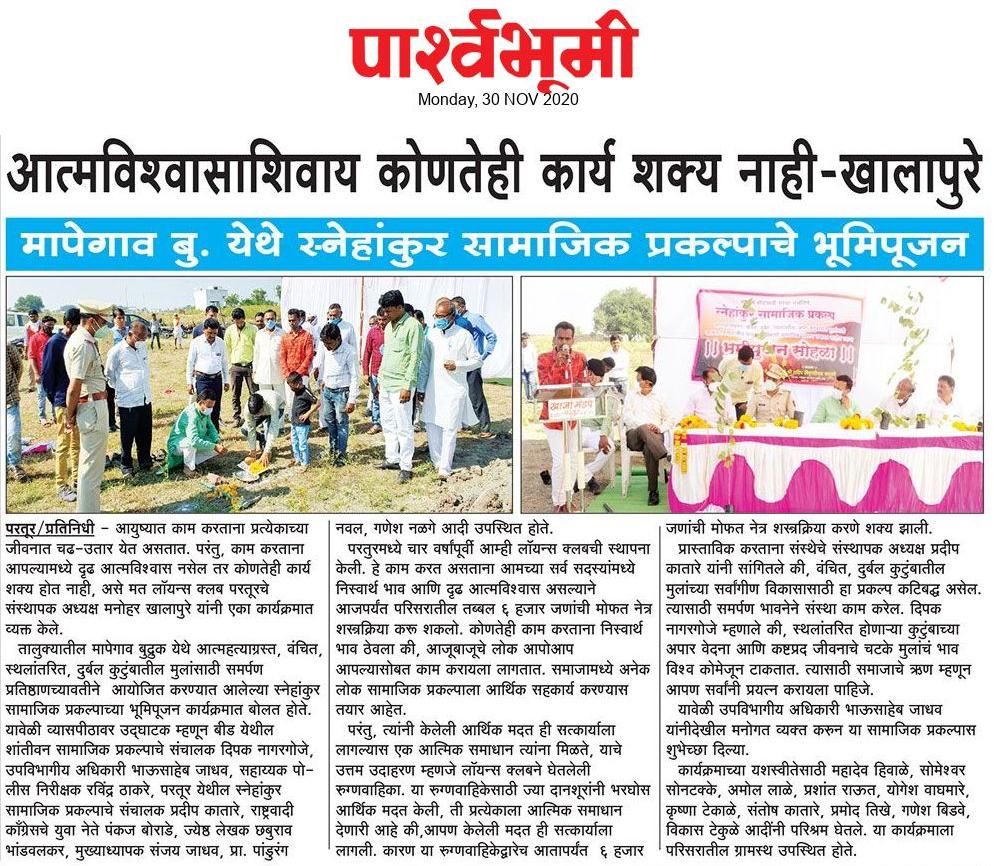 पार्श्वभूमी
Monday, 30 NOV 2020
आत्मविश्वासाशिवाय कोणतेही कार्य शक्य नाही-खालापुरे
मापेगाव बु. येथे स्नेहांकुर सामाजिक प्रकल्पाचे भूमिपूजन
स्नेहांकुर सामाजिक प्रकल्प
|| भूमीपूजन सोहळा ||
खाजा मंडप
परतूर/प्रतिनिधी - आयुष्यात काम करताना प्रत्येकाच्या
जीवनात चढ-उतार येत असतात. परंतु, काम करताना
आपल्यामध्ये दृढ आत्मविश्वास नसेल तर कोणतेही कार्य
शक्य होत नाही, असे मत लॉयन्स क्लब परतूरचे
संस्थापक अध्यक्ष मनोहर खालापुरे यांनी एका कार्यक्रमात
व्यक्त केले.
तालुक्यातील मापेगाव बुद्रुक येथे आत्महत्याग्रस्त, वंचित,
स्थलांतरित, दुर्बल कुटुंबातील मुलांसाठी समर्पण
प्रतिष्ठाणच्यावतीने आयोजित करण्यात आलेल्या स्नेहांकुर
सामाजिक प्रकल्पाच्या भूमिपूजन कार्यक्रमात बोलत होते.
यावेळी व्यासपीठावर उद्घाटक म्हणून बीड येथील
शांतीवन सामाजिक प्रकल्पाचे संचालक दिपक नागरगोजे,
उपविभागीय अधिकारी भाऊसाहेब जाधव, सहाय्यक पो-
लीस निरीक्षक रविंद्र ठाकरे, परतूर येथील स्नेहांकुर
सामाजिक प्रकल्पाचे संचालक प्रदीप कातारे, राष्ट्रवादी
काँग्रेसचे युवा नेते पंकज बोराडे, ज्येष्ठ लेखक छबुराव
भांडवलकर, मुख्याध्यापक संजय जाधव, प्रा. पांडुरंग
नवल, गणेश नळगे आदी उपस्थित होते.
परतुरमध्ये चार वर्षांपूर्वी आम्ही लॉयन्स क्लबची स्थापना
केली. हे काम करत असताना आमच्या सर्व सदस्यांमध्ये
निस्वार्थ भाव आणि दृढ आत्मविश्वास असल्याने
आजपर्यंत परिसरातील तब्बल ६ हजार जणांची मोफत नेत्र
शस्त्रक्रिया करू शकलो. कोणतेही काम करताना निस्वार्थ
भाव ठेवला की, आजूबाजूचे लोक आपोआप
आपल्यासोबत काम करायला लागतात. समाजामध्ये अनेक
लोक सामाजिक प्रकल्पाला आर्थिक सहकार्य करण्यास
तयार आहेत.
परंतु, त्यांनी केलेली आर्थिक मदत ही सत्कार्याला
लागल्यास एक आत्मिक समाधान त्यांना मिळते, याचे
उत्तम उदाहरण म्हणजे लॉयन्स क्लबने घेतलेली
रुग्णवाहिका. या रुग्णवाहिकेसाठी ज्या दानशूरांनी भरघोस
आर्थिक मदत केली, ती प्रत्येकाला आत्मिक समाधान
देणारी आहे की,आपण केलेली मदत ही सत्कार्याला
लागली. कारण या रुग्णवाहिकेद्वारेच आतापर्यंत ६ हजार
जणांची मोफत नेत्र शस्त्रक्रिया करणे शक्य झाली.
प्रास्ताविक करताना संस्थेचे संस्थापक अध्यक्ष प्रदीप
कातारे यांनी सांगितले की, वंचित, दुर्बल कुटुंबातील
मुलांच्या सर्वांगीण विकासासाठी हा प्रकल्प कटिबद्ध असेल.
त्यासाठी समर्पण भावनेने संस्था काम करेल. दिपक
नागरगोजे म्हणाले की, स्थलांतरित होणाऱ्या कुटुंबाच्या
अपार वेदना आणि कष्टप्रद जीवनाचे चटके मुलांचं भाव
विश्व कोमेजून टाकतात. त्यासाठी समाजाचे ऋण म्हणून
आपण सर्वांनी प्रयत्न करायला पाहिजे.
यावेळी उपविभागीय अधिकारी भाऊसाहेब जाधव
यांनीदेखील मनोगत व्यक्त करुन या सामाजिक प्रकल्पास
शुभेच्छा दिल्या.
कार्यक्रमाच्या यशस्वीतेसाठी महादेव हिवाळे, सोमेश्वर
सोनटक्के, अमोल लाळे, प्रशांत राऊत, योगेश वाघमारे,
कृष्णा टेकाळे, संतोष कातारे, प्रमोद तिखे, गणेश बिडवे,
विकास टेकुळे आदींनी परिश्रम घेतले. या कार्यक्रमाला
परिसरातील ग्रामस्थ उपस्थित होते.